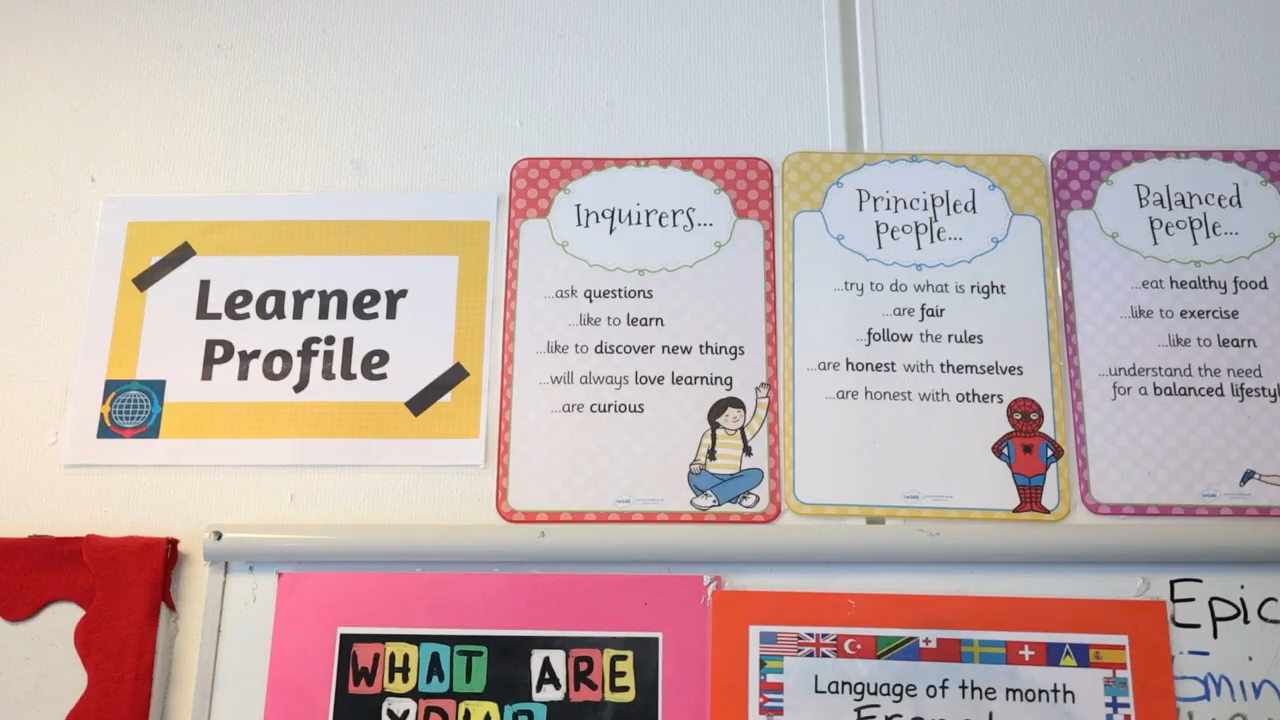 Learner
Profile
Inquirers...
...ask questions
...like to learn
...like to discover new things
...will always love learning
...are curious
Principled
people...
...try to do what is right
...are fair
...follow the rules
...are honest with themselves
...are honest with others
Balanced
people...
...eat healthy food
...like to exercise
...like to learn
...understand the need
for a balanced lifestyl
WHAT ARE
YOUR
Language of the month
Epic